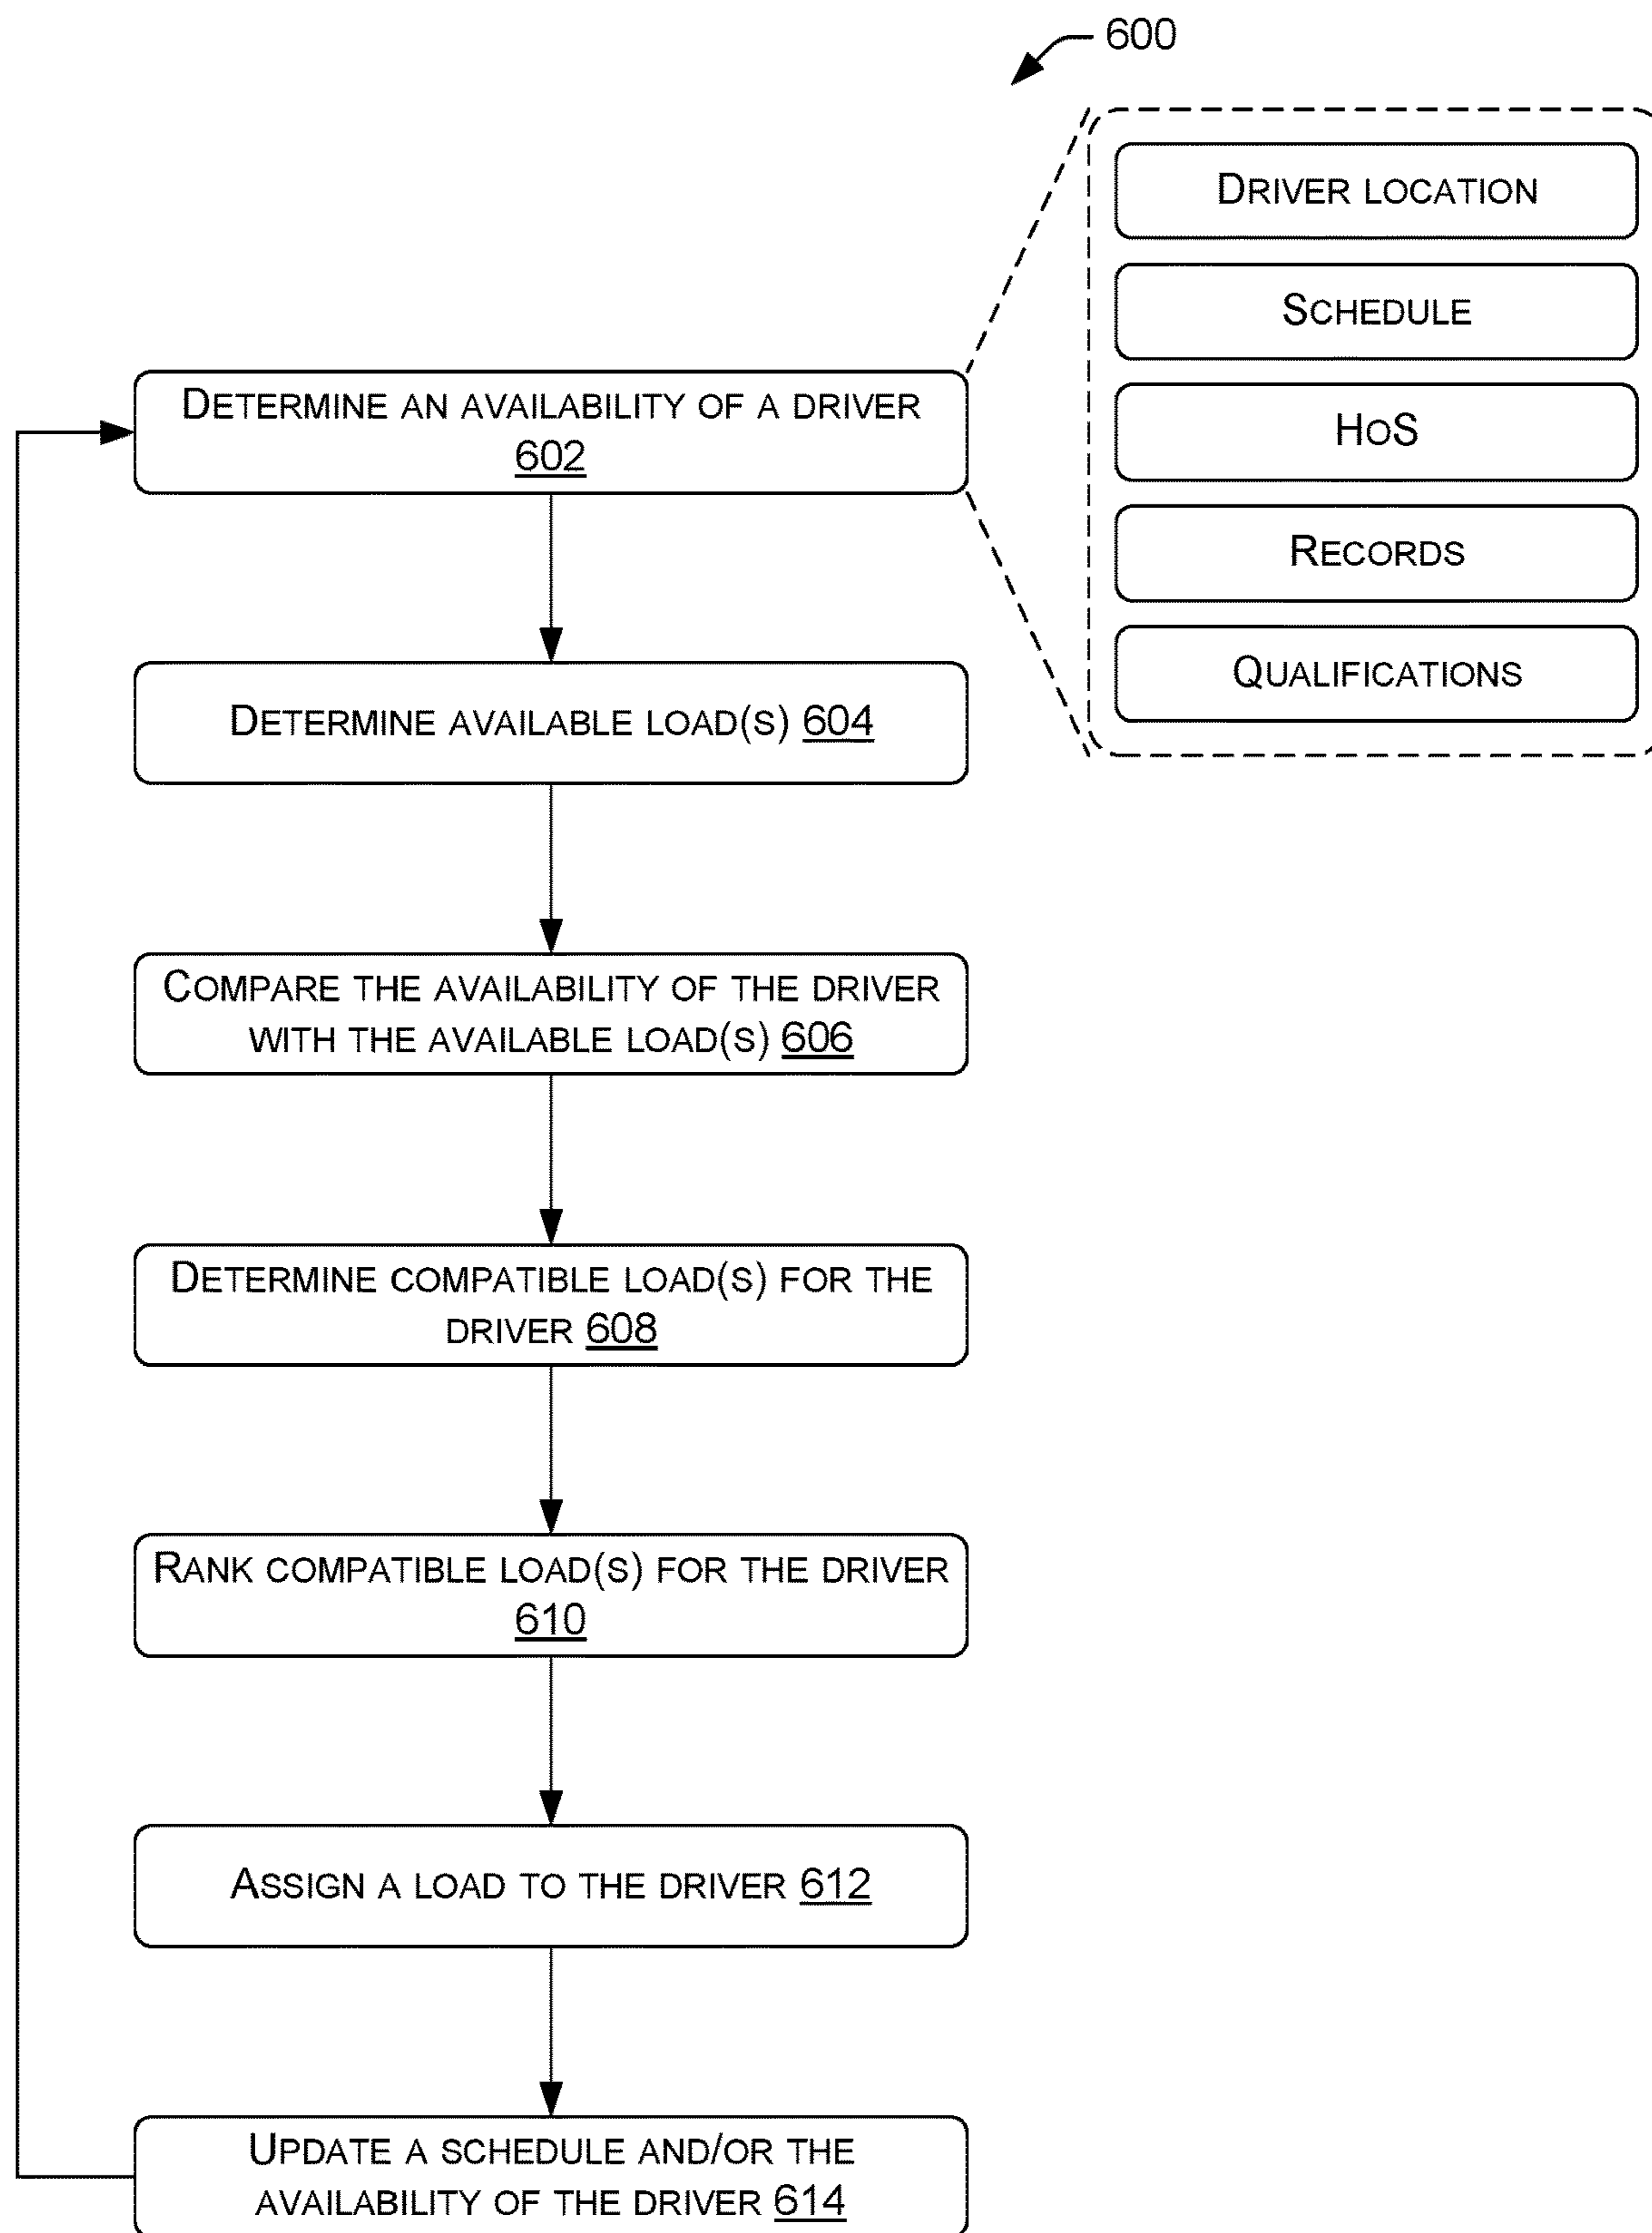 600
DRIVER LOCATION
SCHEDULE
HOS
RECORDS
QUALIFICATIONS
DETERMINE AN AVAILABILITY OF A DRIVER
602
DETERMINE AVAILABLE LOAD(S) 604
COMPARE THE AVAILABILITY OF THE DRIVER
WITH THE AVAILABLE LOAD(S) 606
DETERMINE COMPATIBLE LOAD(S) FOR THE
DRIVER 608
RANK COMPATIBLE LOAD(S) FOR THE DRIVER
610
ASSIGN A LOAD TO THE DRIVER 612
UPDATE A SCHEDULE AND/OR THE
AVAILABILITY OF THE DRIVER 614